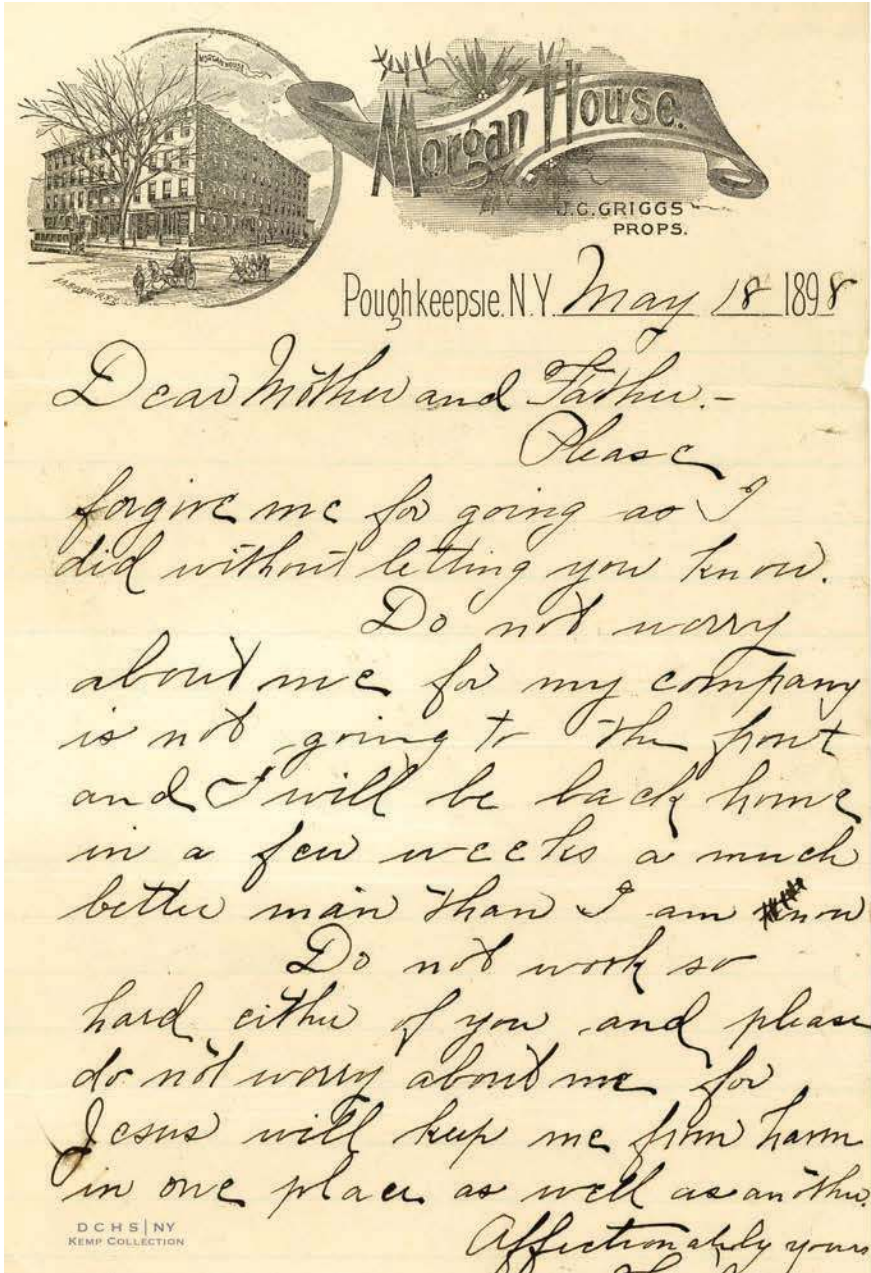 MORGAN HOUSE
Morgan House.
J.G. GRIGGS
PROPS.
Poughkeepsie. N.Y. May 18 1898
Dear Mother and Father.-
Please
forgive me for going as I
did without letting you know.
Do not worry
about me for my company
is not going to the front
and I will be back home
in a few weeks a much
better man than I am now
Do not work so
hard either of you and please
do not worry about me for
Jesus will keep me from harm
in one place as well as another.
Affectionately yours
DCHS|NY
KEMP COLLECTION